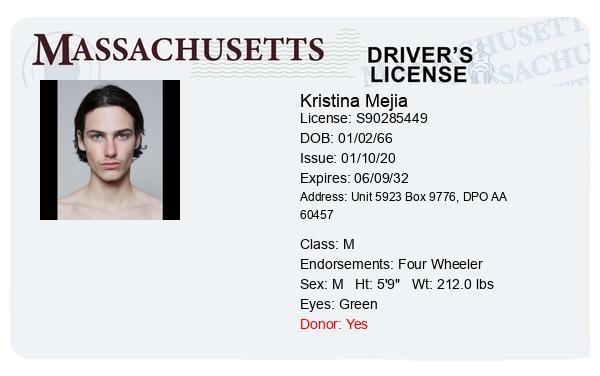 MASSACHUSETTS
DRIVER'S
LICENSE
Kristina Mejia
License: S90285449
DOB: 01/02/66
Issue: 01/10/20
Expires: 06/09/32
Address: Unit 5923 Box 9776, DPO AA
60457
Class: M
Endorsements: Four Wheeler
Sex: M Ht: 5'9" Wt: 212.0 lbs
Eyes: Green
Donor: Yes